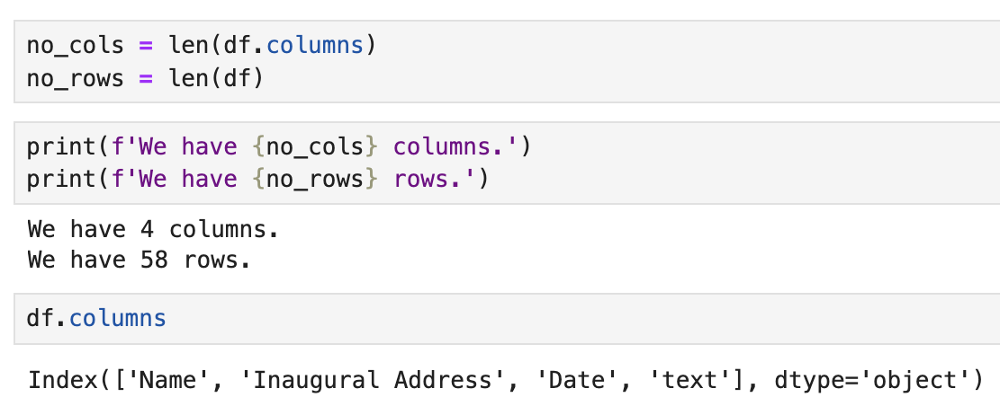 no_cols = len(df.columns)
no_rows = len(df)
print(f'We have {no_cols} columns.')
print(f'We have {no_rows} rows.')
We have 4 columns.
We have 58 rows.
df.columns
Index(['Name', 'Inaugural Address', 'Date', 'text'], dtype='object')